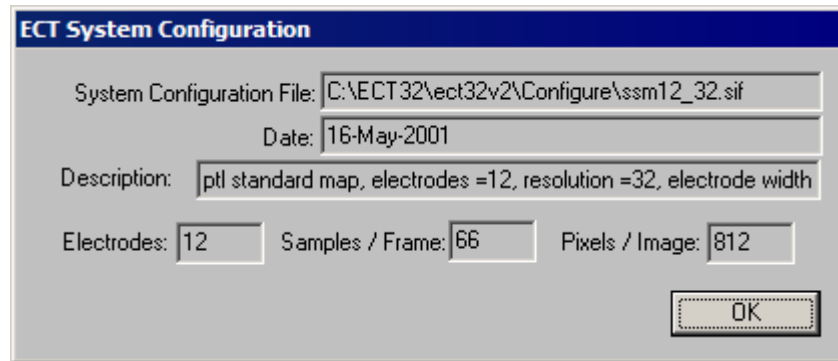 ECT System Configuration
System Configuration File: C:\ECT32\ect32v2\Configure\ssm12_32.sif
Date: 16-May-2001
Description: ptl standard map, electrodes =12, resolution =32, electrode width
Electrodes: 12 Samples / Frame: 66 Pixels / Image: 812
OK